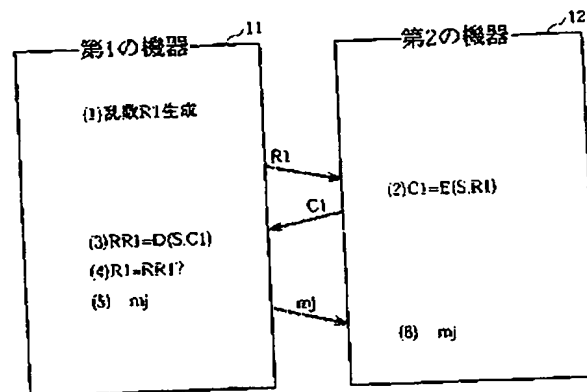 第1の機器
11
第2の機器
12
(1)乱数R1生成
R1
(2)C1=E(S,R1)
C1
(3)RR1=D(S,C1)
(4)R1=RR1?
(5) mj
mj
(6) mj